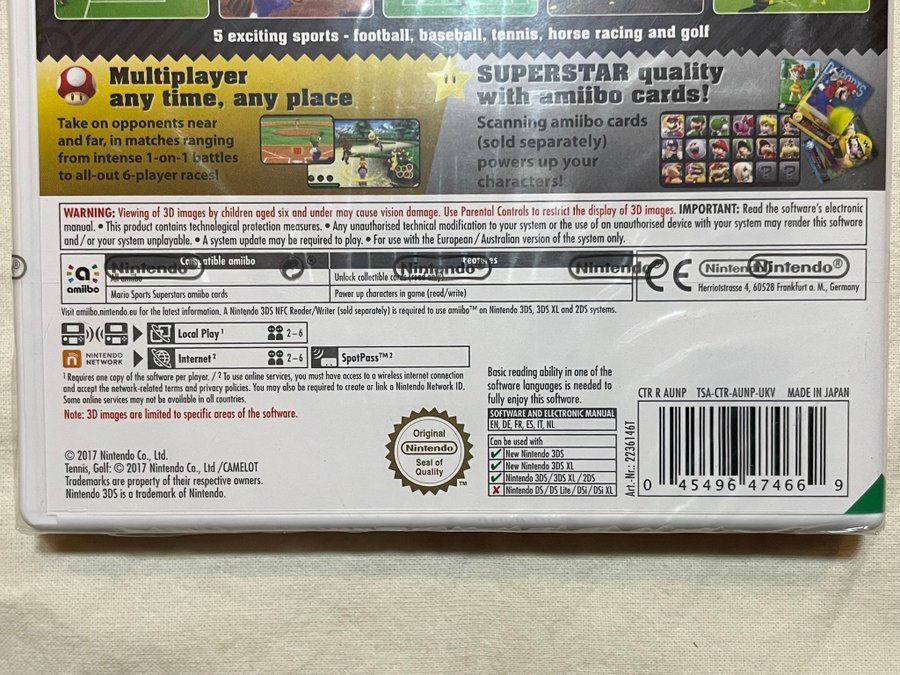 5 exciting sports - football, baseball, tennis, horse racing and golf
Multiplayer
any time, any place
Take on opponents near
and far, in matches ranging
from intense 1-on-1 battles
to all-out 6-player races!
SUPERSTAR quality
with amiibo cards!
Scanning amiibo cards
(sold separately)
powers up your
characters!
WARNING: Viewing of 3D images by children aged six and under may cause vision damage. Use Parental Controls to restrict the display of 3D images. IMPORTANT: Read the software's electronic
manual. • This product contains technological protection measures. • Any unauthorised technical modification to your system or the use of an unauthorised device with your system may render this software
and/or your system unplayable. • A system update may be required to play. • For use with the European/Australian version of the system only.
amiibo
Compatible amiibo
Features
All amiibo
Unlock collectible cards (read only)
Mario Sports Superstars amiibo cards
Power up characters in game (read/write)
Nintendo
Nintendo
Nintendo
Nintendo®
CE
Nintendo
Herriotstrasse 4, 60528 Frankfurt a. M., Germany
Visit amiibo.nintendo.eu for the latest information. A Nintendo 3DS NFC Reader/Writer (sold separately) is required to use amiibo™ on Nintendo 3DS, 3DS XL and 2DS systems.
Local Play¹ 2-6
NINTENDO
NETWORK
Internet² 2-6
SpotPass™²
¹ Requires one copy of the software per player. / ² To use online services, you must have access to a wireless internet connection
and accept the network-related terms and privacy policies. You may also be required to create or link a Nintendo Network ID.
Some online services may not be available in all countries.
Note: 3D images are limited to specific areas of the software.
© 2017 Nintendo Co., Ltd.
Tennis, Golf: © 2017 Nintendo Co., Ltd /CAMELOT
Trademarks are property of their respective owners.
Nintendo 3DS is a trademark of Nintendo.
Original
Nintendo
Seal of
Quality
TM
Basic reading ability in one of the
software languages is needed to
fully enjoy this software.
SOFTWARE AND ELECTRONIC MANUAL
EN, DE, FR, ES, IT, NL
Can be used with
New Nintendo 3DS
New Nintendo 3DS XL
Nintendo 3DS/3DS XL/2DS
Nintendo DS/DS Lite/DSi/DSi XL
CTR R AUNP TSA-CTR-AUNP-UKV MADE IN JAPAN
Art.-Nr.: 2236146T
0 45496 47466 9